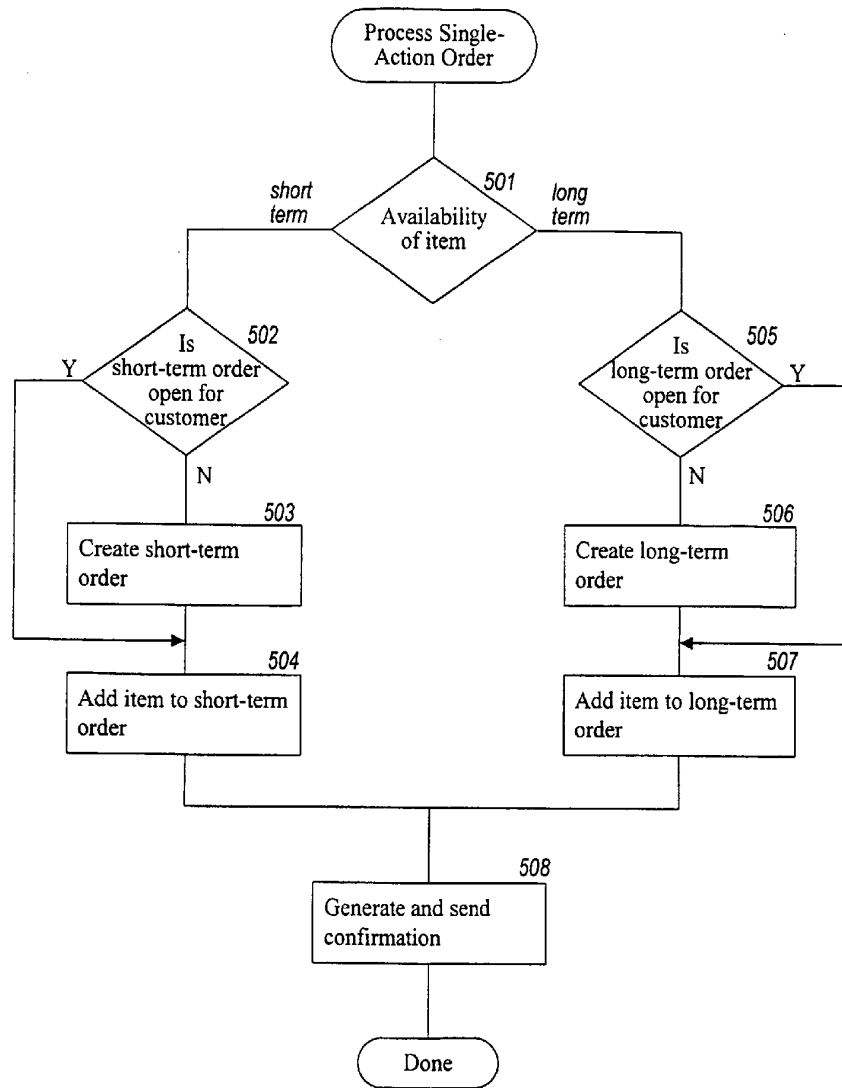 Process Single-
Action Order
501
short
term
long
term
Availability
of item
502
Is
short-term order
open for
customer
Y
N
505
Is
long-term order
open for
customer
Y
N
503
Create short-term
order
506
Create long-term
order
504
Add item to short-term
order
507
Add item to long-term
order
508
Generate and send
confirmation
Done